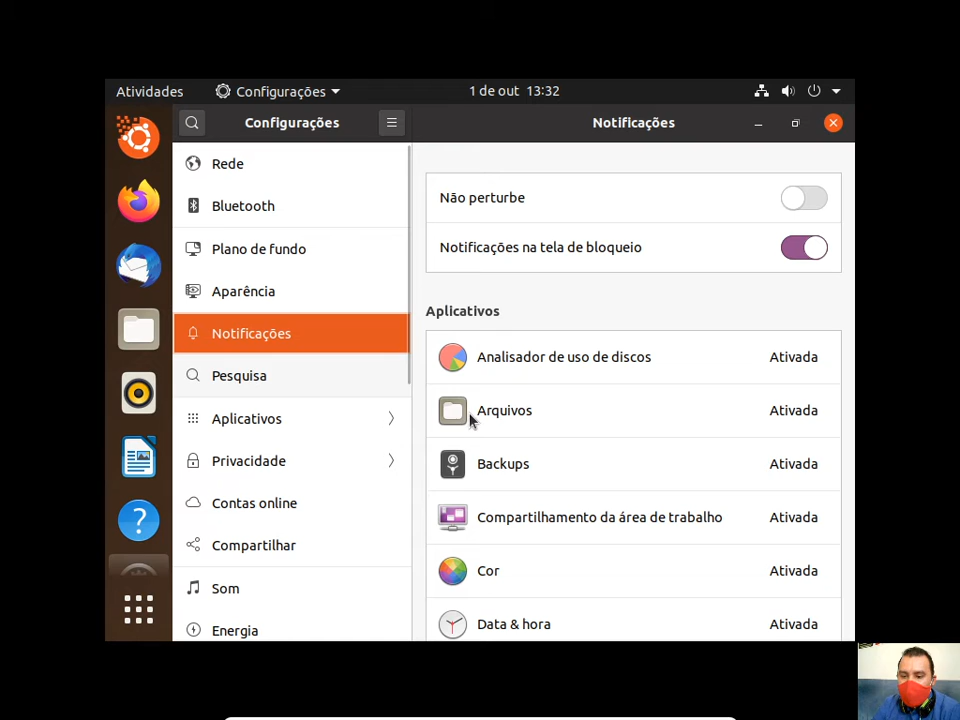 Atividades
Configurações
1 de out 13:32
Configurações
Notificações
Rede
Bluetooth
Plano de fundo
Aparência
Notificações
Pesquisa
Aplicativos
Privacidade
Contas online
Compartilhar
Som
Energia
Não perturbe
Notificações na tela de bloqueio
Aplicativos
Analisador de uso de discos Ativada
Arquivos Ativada
Backups Ativada
Compartilhamento da área de trabalho Ativada
Cor Ativada
Data & hora Ativada